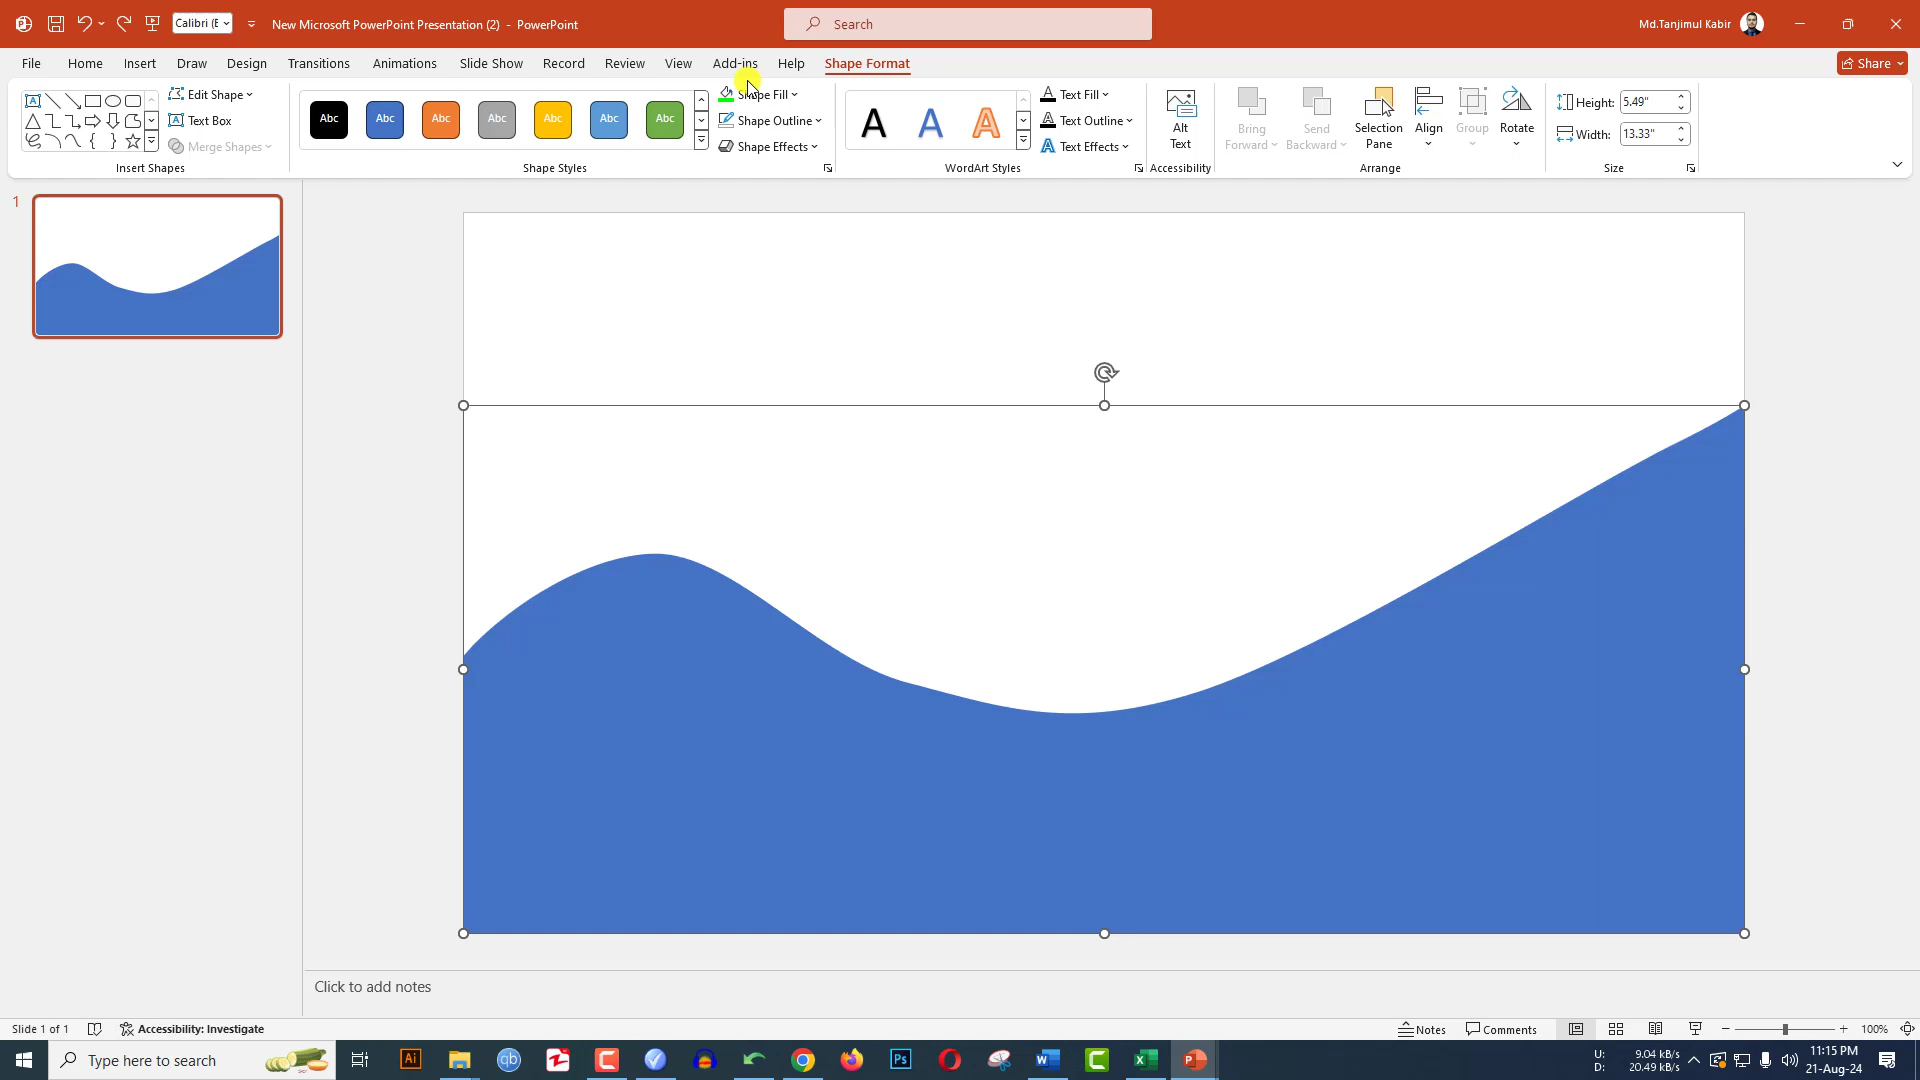 Calibri (E
New Microsoft PowerPoint Presentation (2) - PowerPoint
Search
Md.Tanjimul Kabir
File Home Insert Draw Design Transitions Animations Slide Show Record Review View Add-ins Help Shape Format
Share
Edit Shape
Text Box
Merge Shapes
Insert Shapes
Abc Abc Abc Abc Abc Abc Abc
Shape Styles
Shape Fill
Shape Outline
Shape Effects
A A A
WordArt Styles
Text Fill
Text Outline
Text Effects
Alt
Text
Accessibility
Bring
Forward
Send
Backward
Selection
Pane
Align
Group
Rotate
Arrange
Height: 5.49"
Width: 13.33"
Size
1
Click to add notes
Slide 1 of 1
Accessibility: Investigate
Notes
Comments
100%
Type here to search
Ai
qb
Ps
U: 9.04 kB/s
D: 20.49 kB/s
11:15 PM
21-Aug-24